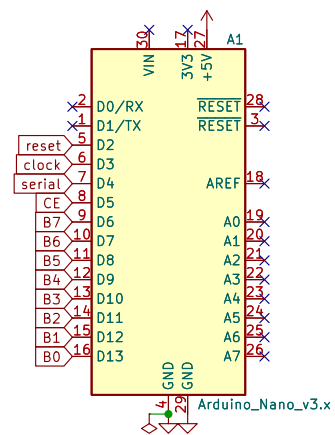 A1
30 17 27
VIN 3V3 +5V
2 D0/RX RESET 28
1 D1/TX RESET 3
reset 5 D2
clock 6 D3
serial 7 D4 AREF 18
CE 8 D5
B7 9 D6 A0 19
B6 10 D7 A1 20
B5 11 D8 A2 21
B4 12 D9 A3 22
B3 13 D10 A4 23
B2 14 D11 A5 24
B1 15 D12 A6 25
B0 16 D13 A7 26
GND GND
4 29
Arduino_Nano_v3.x